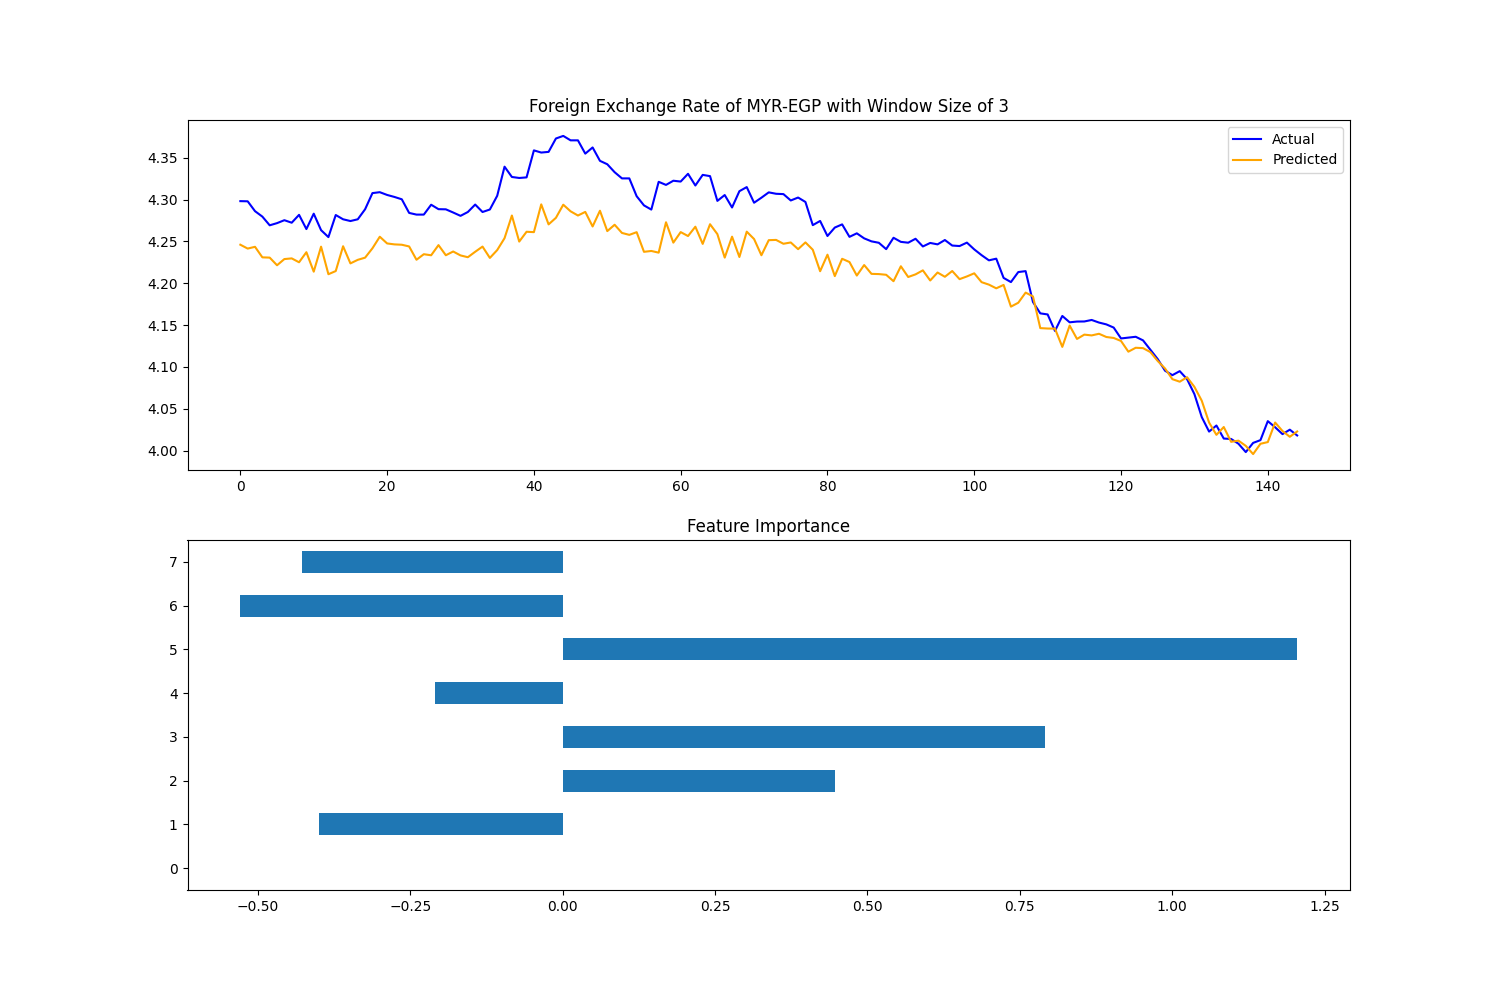 Foreign Exchange Rate of MYR-EGP with Window Size of 3
Actual
Predicted
4.35
4.30
4.25
4.20
4.15
4.10
4.05
4.00
0 20 40 60 80 100 120 140
Feature Importance
7
6
5
4
3
2
1
0
−0.50 −0.25 0.00 0.25 0.50 0.75 1.00 1.25